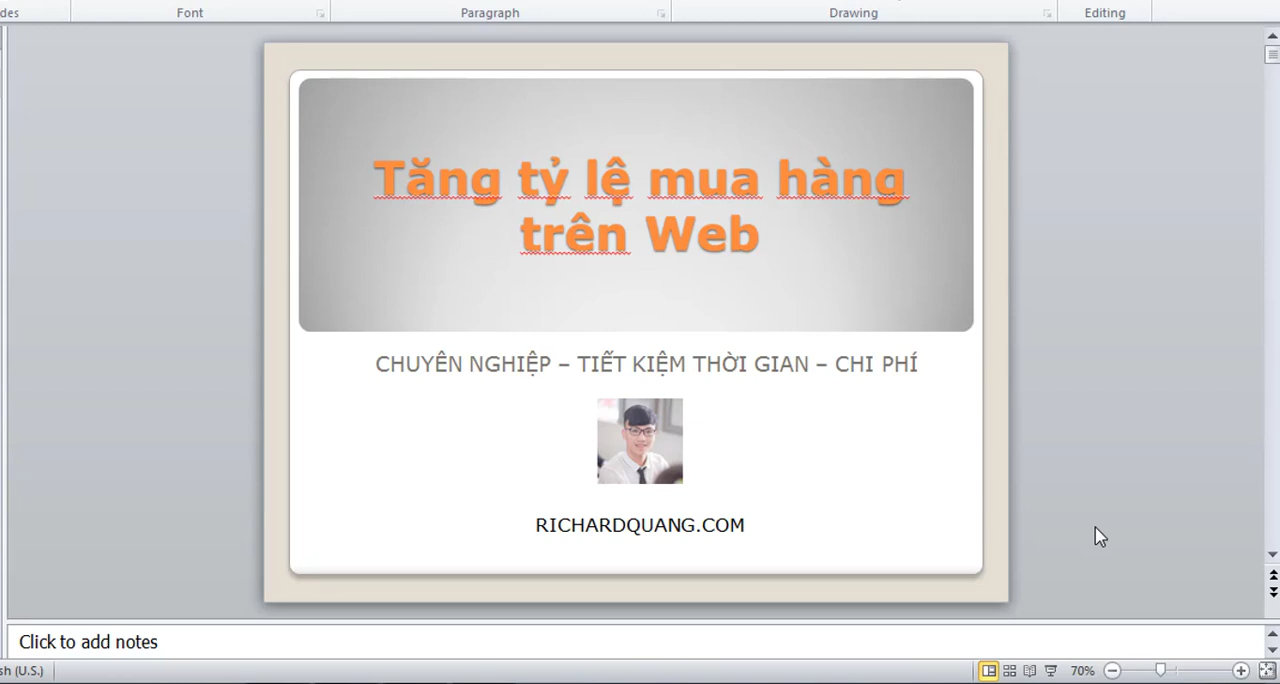 des Font Paragraph Drawing Editing
Tăng tỷ lệ mua hàng
trên Web
CHUYÊN NGHIỆP – TIẾT KIỆM THỜI GIAN – CHI PHÍ
RICHARDQUANG.COM
Click to add notes
sh (U.S.) 70%